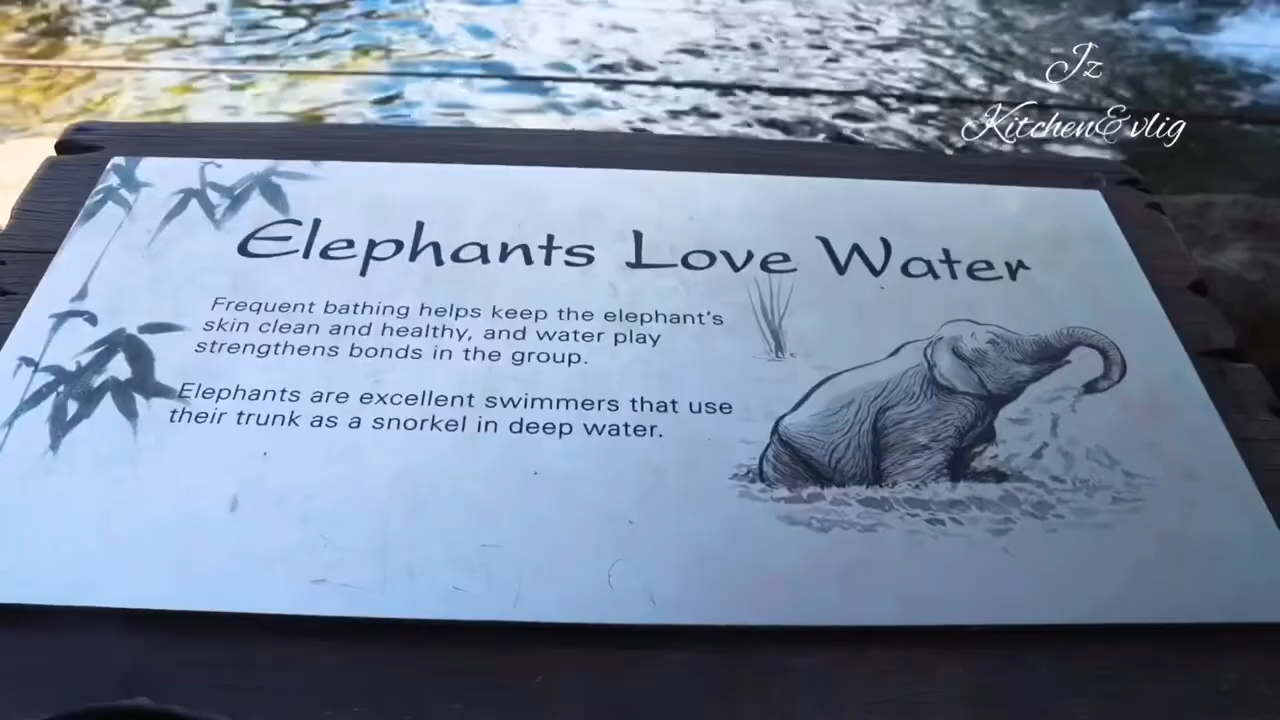 Jz
Kitchen& vlig
Elephants Love Water
Frequent bathing helps keep the elephant's
skin clean and healthy, and water play
strengthens bonds in the group.
Elephants are excellent swimmers that use
their trunk as a snorkel in deep water.